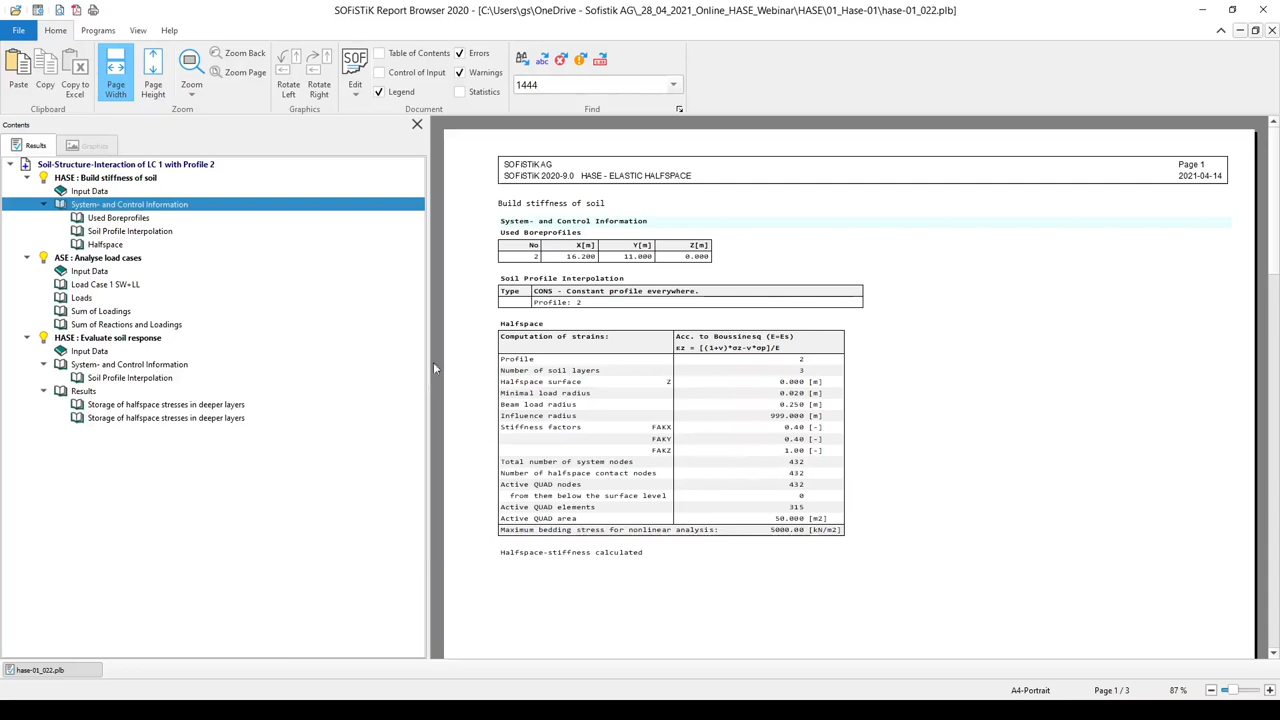 SOFiSTiK Report Browser 2020 - [C:\Users\gs\OneDrive - Sofistik AG\_28_04_2021_Online_HASE_Webinar\HASE\01_Hase-01\hase-01_022.plb]
File Home Programs View Help
Paste Copy Copy to Excel
Clipboard
Page Width Page Height Zoom Zoom Back Zoom Page
Zoom
Rotate Left Rotate Right
Graphics
SOF Edit
Table of Contents Errors
Control of Input Warnings
Legend Statistics
Document
abc
1444
Find
Contents
Results Graphics
Soil-Structure-Interaction of LC 1 with Profile 2
HASE : Build stiffness of soil
Input Data
System- and Control Information
Used Boreprofiles
Soil Profile Interpolation
Halfspace
ASE : Analyse load cases
Input Data
Load Case 1 SW+LL
Loads
Sum of Loadings
Sum of Reactions and Loadings
HASE : Evaluate soil response
Input Data
System- and Control Information
Soil Profile Interpolation
Results
Storage of halfspace stresses in deeper layers
Storage of halfspace stresses in deeper layers
SOFiSTiK AG Page 1
SOFiSTiK 2020-9.0 HASE - ELASTIC HALFSPACE 2021-04-14
Build stiffness of soil
System- and Control Information
Used Boreprofiles
No X[m] Y[m] Z[m]
2 16.200 11.000 0.000
Soil Profile Interpolation
Type CONS - Constant profile everywhere.
Profile: 2
Halfspace
Computation of strains: Acc. to Boussinesq (E=Es)
εz = [(1+ν)*σz-ν*σp]/E
Profile 2
Number of soil layers 3
Halfspace surface Z 0.000 [m]
Minimal load radius 0.020 [m]
Beam load radius 0.250 [m]
Influence radius 999.000 [m]
Stiffness factors FAKX 0.40 [-]
FAKY 0.40 [-]
FAKZ 1.00 [-]
Total number of system nodes 432
Number of halfspace contact nodes 432
Active QUAD nodes 432
from them below the surface level 0
Active QUAD elements 315
Active QUAD area 50.000 [m2]
Maximum bedding stress for nonlinear analysis: 5000.00 [kN/m2]
Halfspace-stiffness calculated
hase-01_022.plb
A4-Portrait Page 1 / 3 87 %